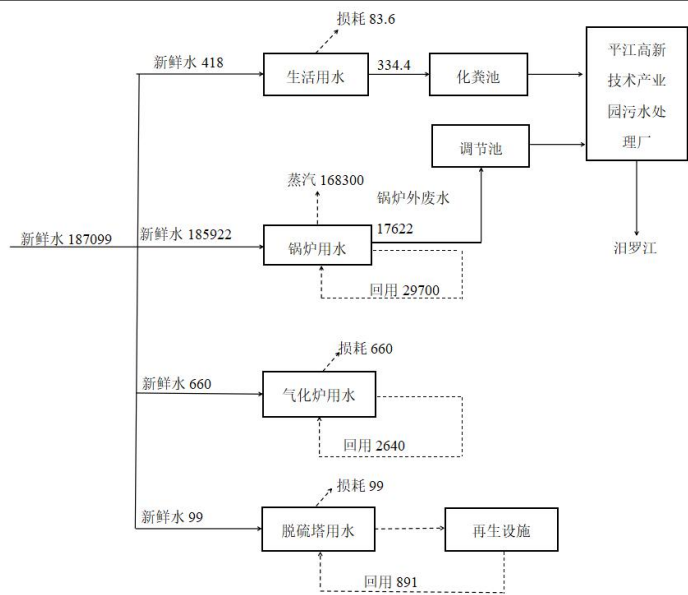 损耗 83.6
新鲜水 418
生活用水
334.4
化粪池
平江高新
技术产业
园污水处
理厂
调节池
蒸汽 168300
锅炉外废水
17622
新鲜水 187099
新鲜水 185922
锅炉用水
汨罗江
回用 29700
损耗 660
新鲜水 660
气化炉用水
回用 2640
损耗 99
新鲜水 99
脱硫塔用水
再生设施
回用 891